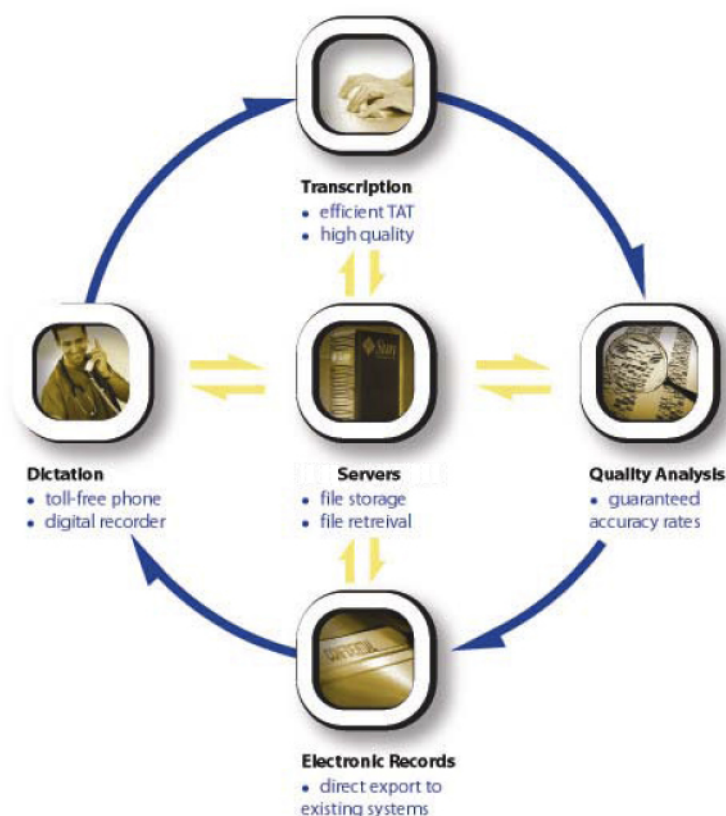 Transcription
• efficient TAT
• high quality
Dictation
• toll-free phone
• digital recorder
Servers
• file storage
• file retreival
Quality Analysis
• guaranteed
accuracy rates
Electronic Records
• direct export to
existing systems